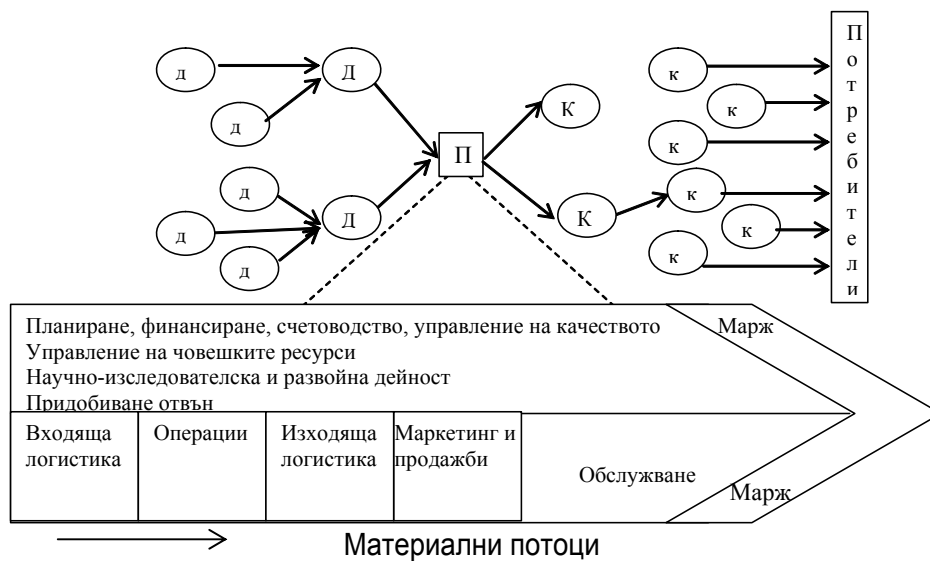 д
Д
д
К
П
д
Д
д
д
К
к
к
к
к
к
к
Потребители
Планиране, финансиране, счетоводство, управление на качеството
Управление на човешките ресурси
Научно-изследователска и развойна дейност
Придобиване отвън
Марж
Входяща
логистика
Операции
Изходяща
логистика
Маркетинг и
продажби
Обслужване
Марж
Материални потоци